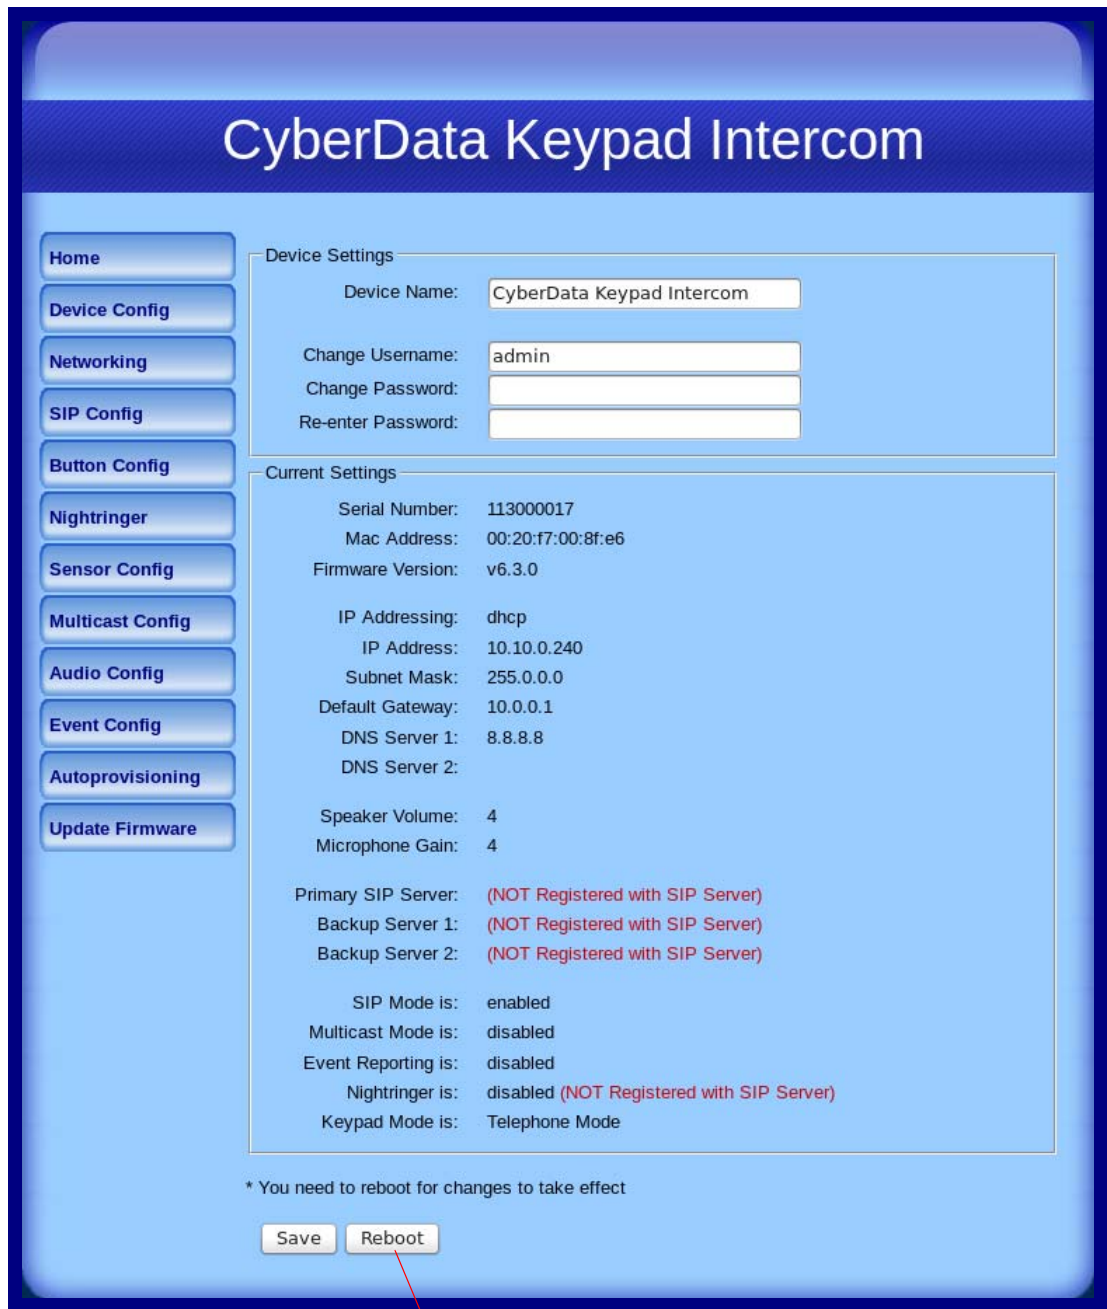 CyberData Keypad Intercom
Home
Device Config
Networking
SIP Config
Button Config
Nightringer
Sensor Config
Multicast Config
Audio Config
Event Config
Autoprovisioning
Update Firmware
Device Settings
Device Name: CyberData Keypad Intercom
Change Username: admin
Change Password:
Re-enter Password:
Current Settings
Serial Number: 113000017
Mac Address: 00:20:f7:00:8f:e6
Firmware Version: v6.3.0
IP Addressing: dhcp
IP Address: 10.10.0.240
Subnet Mask: 255.0.0.0
Default Gateway: 10.0.0.1
DNS Server 1: 8.8.8.8
DNS Server 2:
Speaker Volume: 4
Microphone Gain: 4
Primary SIP Server: (NOT Registered with SIP Server)
Backup Server 1: (NOT Registered with SIP Server)
Backup Server 2: (NOT Registered with SIP Server)
SIP Mode is: enabled
Multicast Mode is: disabled
Event Reporting is: disabled
Nightringer is: disabled (NOT Registered with SIP Server)
Keypad Mode is: Telephone Mode
* You need to reboot for changes to take effect
Save Reboot